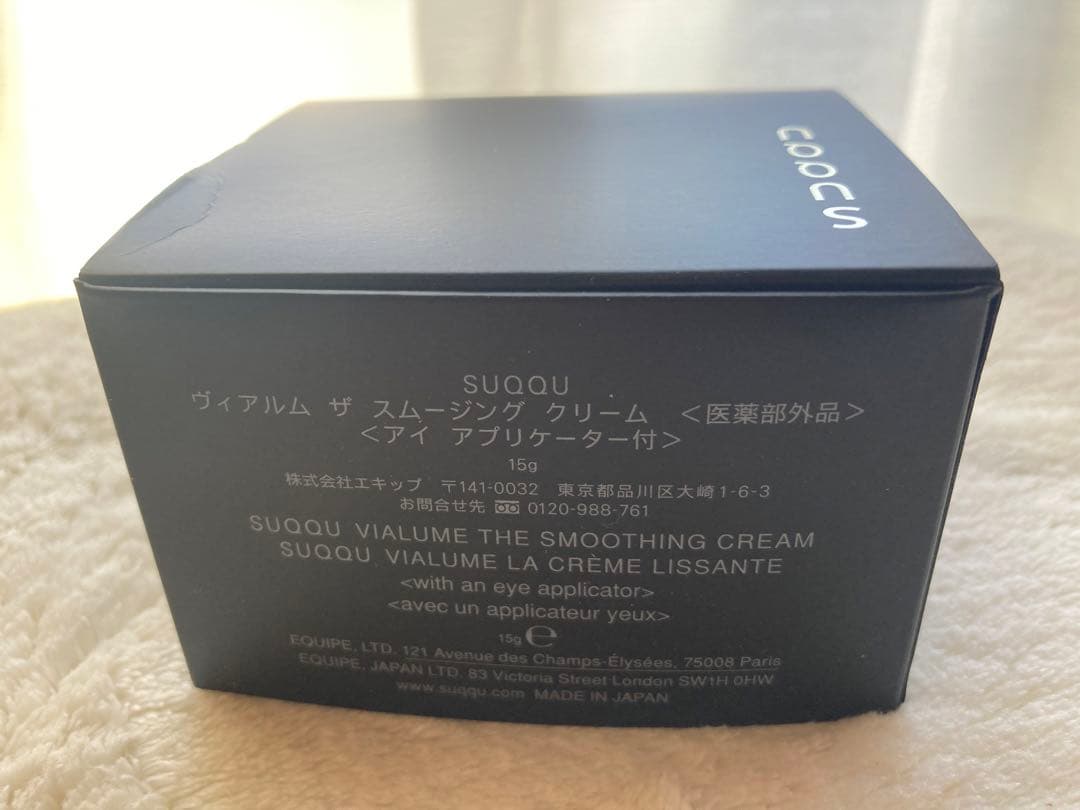 SUQQU
SUQQU
ヴィアルム ザ スムージング クリーム <医薬部外品>
<アイ アプリケーター付>
15g
株式会社エキップ 〒141-0032 東京都品川区大崎1-6-3
お問合せ先 0120-988-761
SUQQU VIALUME THE SMOOTHING CREAM
SUQQU VIALUME LA CRÈME LISSANTE
<with an eye applicator>
<avec un applicateur yeux>
15g ℮
EQUIPE, LTD. 121 Avenue des Champs-Élysées, 75008 Paris
EQUIPE, JAPAN LTD. 83 Victoria Street London SW1H 0HW
www.suqqu.com MADE IN JAPAN